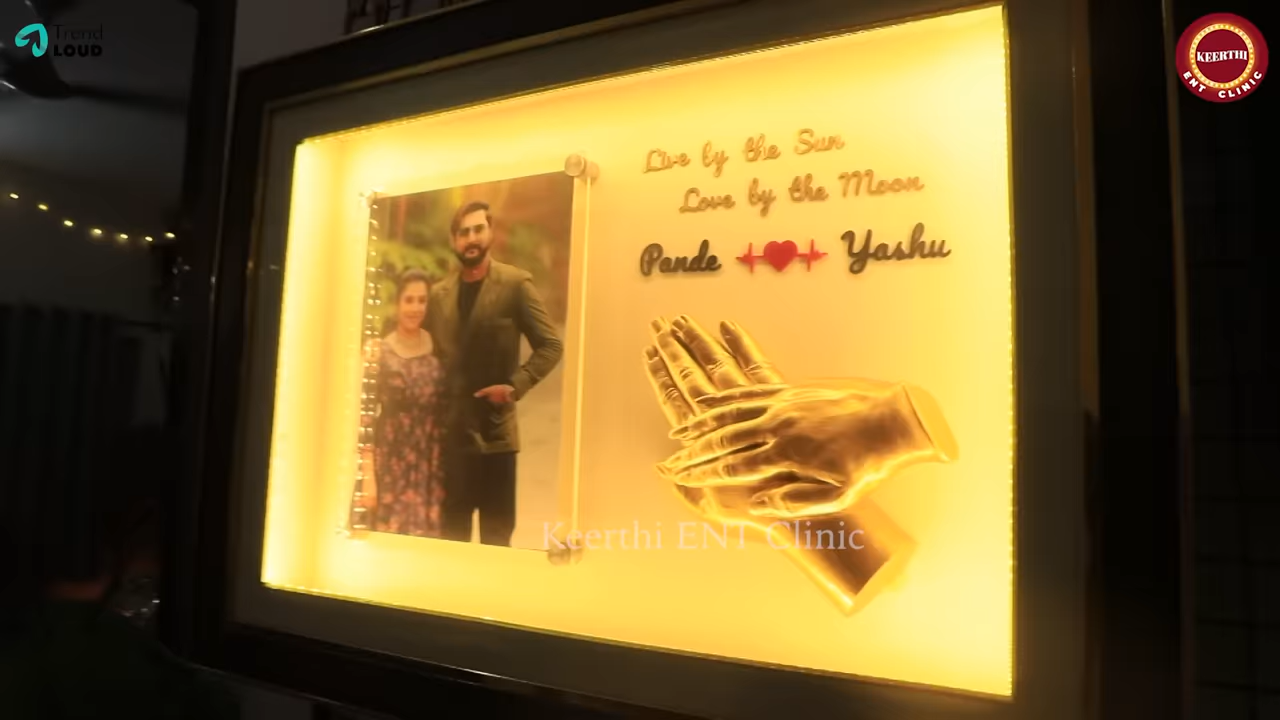 Trend
LOUD
KEERTHI
ENT CLINIC
Live by the Sun
Love by the Moon
Pande Yashu
Keerthi ENT Clinic